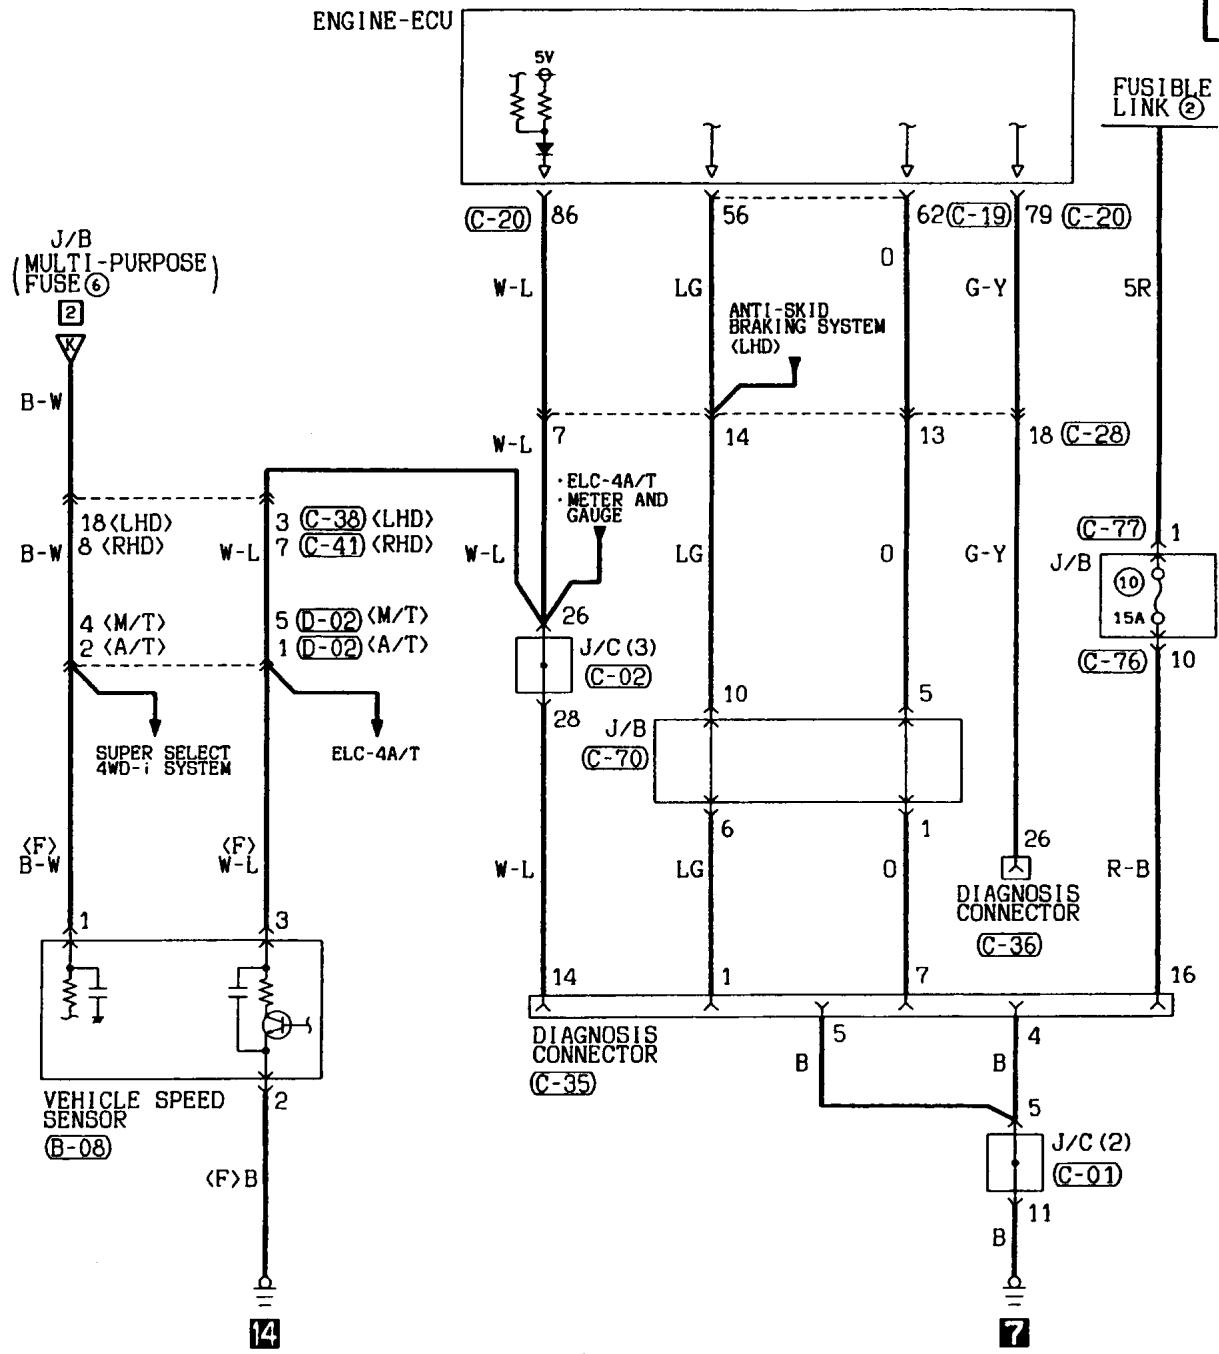 ENGINE-ECU
5V
FUSIBLE
LINK ②
(C-20) 86
56
62 (C-19) 79 (C-20)
J/B
(MULTI-PURPOSE)
FUSE⑥
2
K
O
W-L
LG
G-Y
5R
ANTI-SKID
BRAKING SYSTEM
<LHD>
B-W
W-L
7
14
13
18 (C-28)
·ELC-4A/T
·METER AND
GAUGE
18<LHD>
8 <RHD>
3 (C-38) <LHD>
7 (C-41) <RHD>
B-W
W-L
W-L
LG
O
G-Y
(C-77) 1
J/B
10
15A
4 <M/T>
2 <A/T>
5 (D-02) <M/T>
1 (D-02) <A/T>
26
J/C(3)
(C-02)
(C-76) 10
28
10
5
J/B
(C-70)
SUPER SELECT
4WD-i SYSTEM
ELC-4A/T
6
1
<F>
B-W
<F>
W-L
W-L
LG
O
26
R-B
DIAGNOSIS
CONNECTOR
(C-36)
1
3
14
1
7
16
DIAGNOSIS
CONNECTOR
(C-35)
5
4
B
B
VEHICLE SPEED
SENSOR
(B-08)
2
5
J/C(2)
(C-01)
<F>B
11
B
14
7